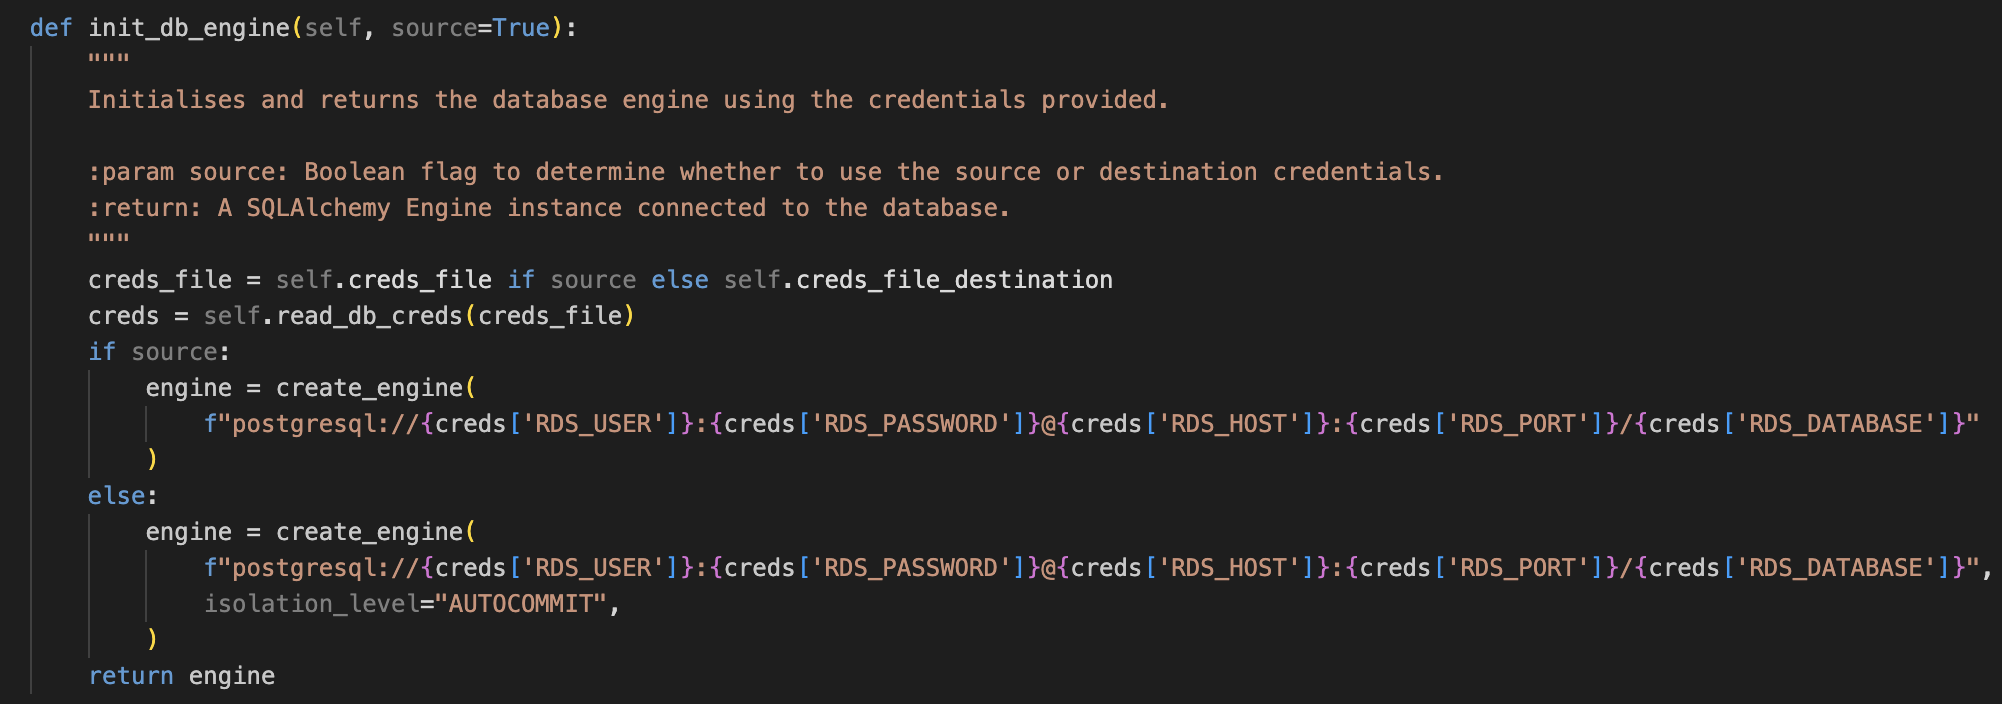 def init_db_engine(self, source=True):
    """
    Initialises and returns the database engine using the credentials provided.

    :param source: Boolean flag to determine whether to use the source or destination credentials.
    :return: A SQLAlchemy Engine instance connected to the database.
    """
    creds_file = self.creds_file if source else self.creds_file_destination
    creds = self.read_db_creds(creds_file)
    if source:
        engine = create_engine(
            f"postgresql://{creds['RDS_USER']}:{creds['RDS_PASSWORD']}@{creds['RDS_HOST']}:{creds['RDS_PORT']}/{creds['RDS_DATABASE']}"
        )
    else:
        engine = create_engine(
            f"postgresql://{creds['RDS_USER']}:{creds['RDS_PASSWORD']}@{creds['RDS_HOST']}:{creds['RDS_PORT']}/{creds['RDS_DATABASE']}",
            isolation_level="AUTOCOMMIT",
        )
    return engine